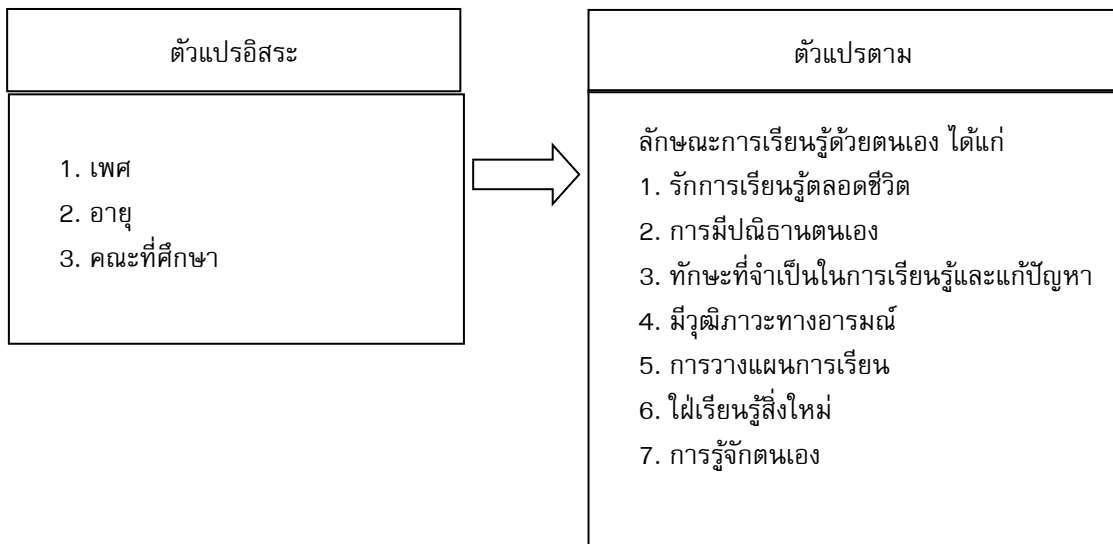 ตัวแปรอิสระ
1. เพศ
2. อายุ
3. คณะที่ศึกษา
ตัวแปรตาม
ลักษณะการเรียนรู้ด้วยตนเอง ได้แก่
1. รักการเรียนรู้ตลอดชีวิต
2. การมีปณิธานตนเอง
3. ทักษะที่จำเป็นในการเรียนรู้และแก้ปัญหา
4. มีวุฒิภาวะทางอารมณ์
5. การวางแผนการเรียน
6. ใฝ่เรียนรู้สิ่งใหม่
7. การรู้จักตนเอง